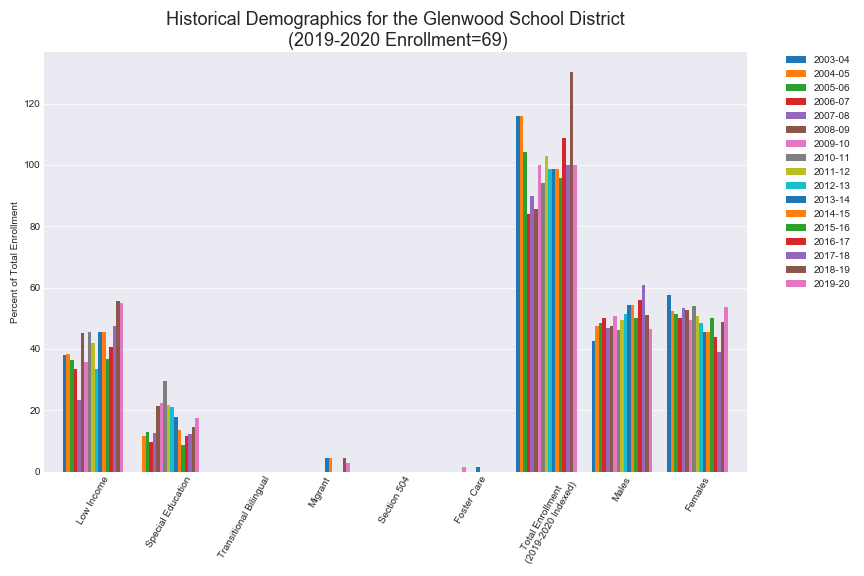 Historical Demographics for the Glenwood School District
(2019-2020 Enrollment=69)
Percent of Total Enrollment
120
100
80
60
40
20
0
Low Income
Special Education
Transitional Bilingual
Migrant
Section 504
Foster Care
Total Enrollment
(2019-2020 Indexed)
Males
Females
2003-04
2004-05
2005-06
2006-07
2007-08
2008-09
2009-10
2010-11
2011-12
2012-13
2013-14
2014-15
2015-16
2016-17
2017-18
2018-19
2019-20